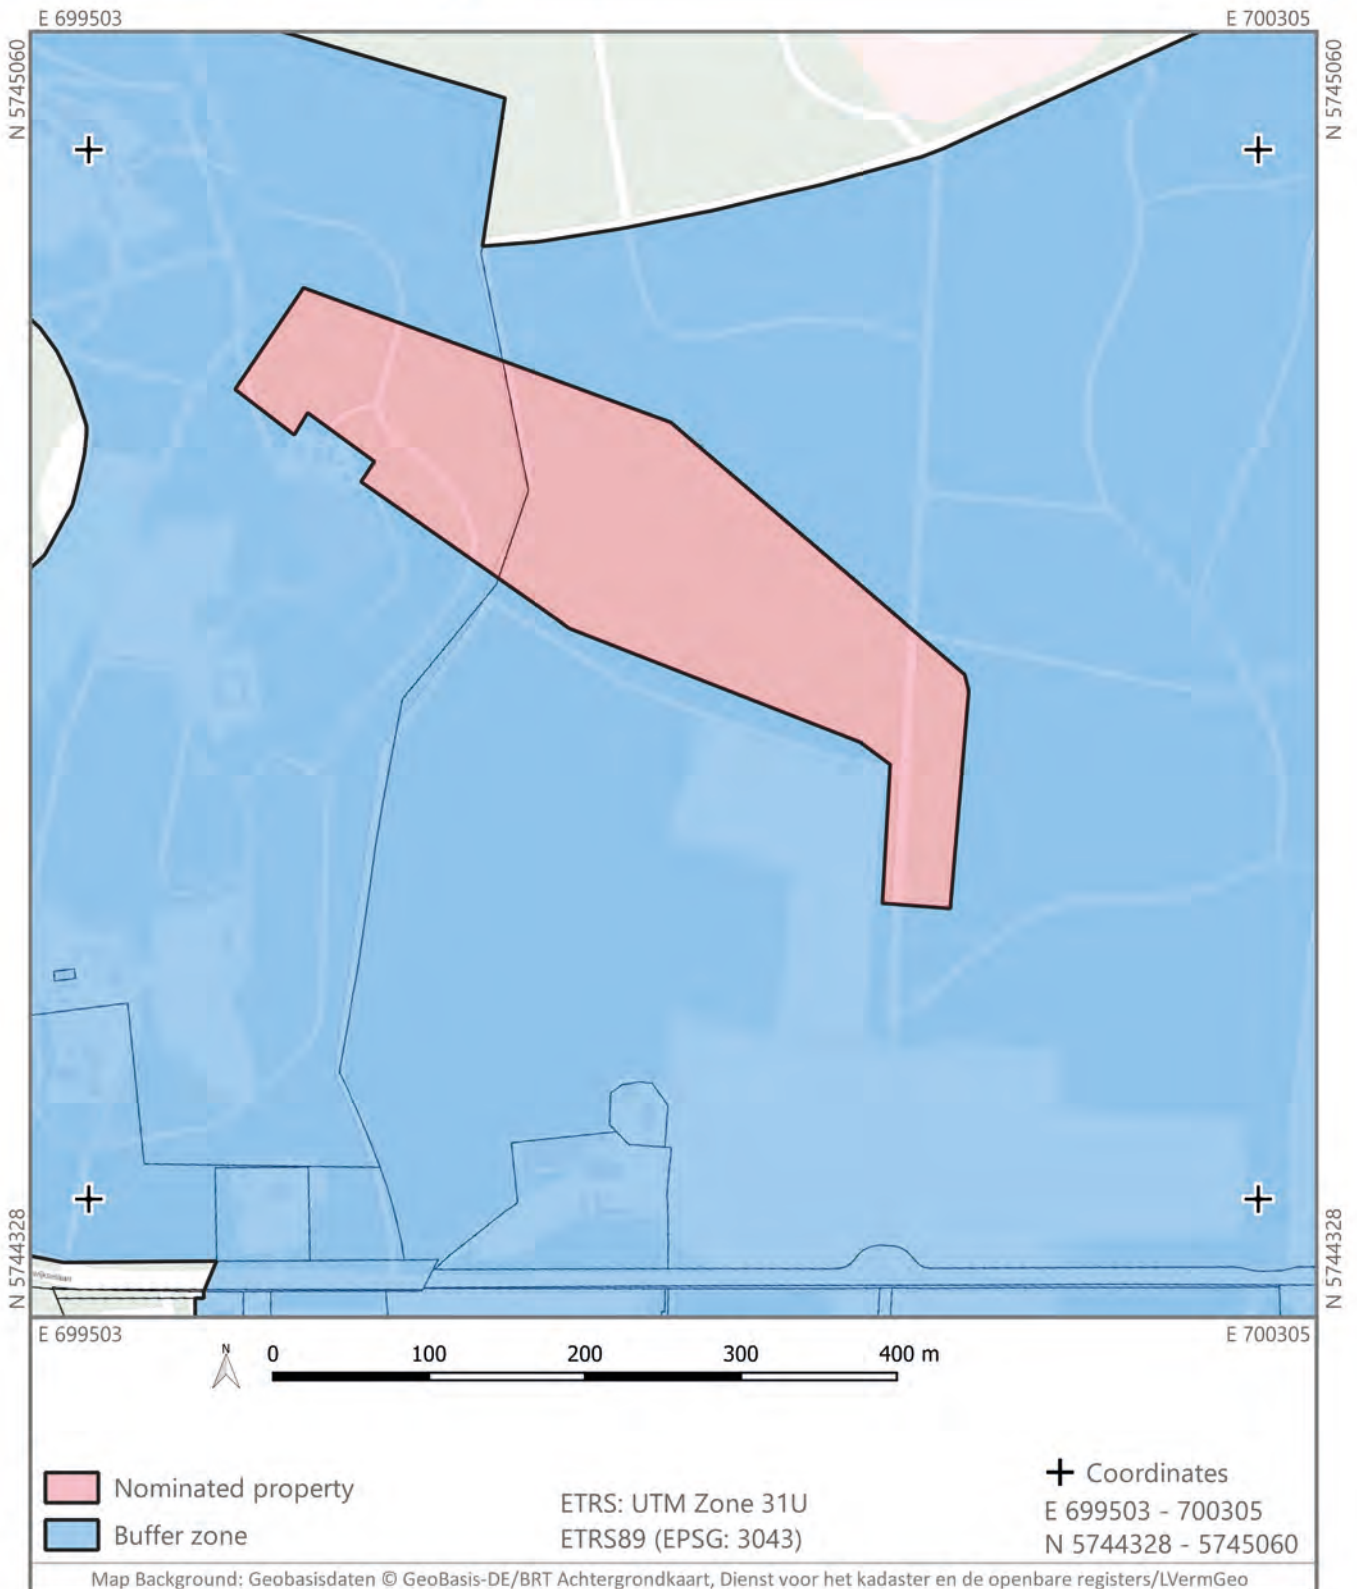 E 699503
E 700305
N 5745060
N 5745060
N 5744328
N 5744328
E 699503
E 700305
N
0 100 200 300 400 m
Nominated property
Buffer zone
ETRS: UTM Zone 31U
ETRS89 (EPSG: 3043)
Coordinates
E 699503 - 700305
N 5744328 - 5745060
Map Background: Geobasisdaten © GeoBasis-DE/BRT Achtergrondkaart, Dienst voor het kadaster en de openbare registers/LVermGeo